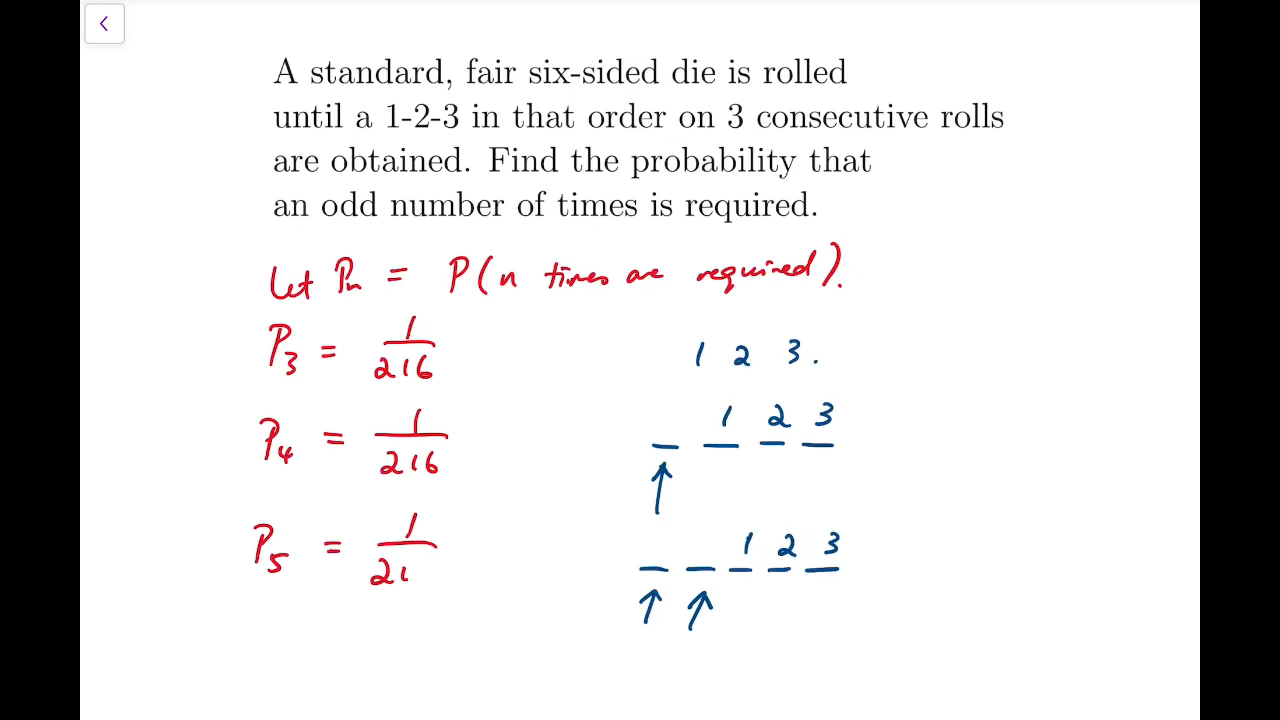 A standard, fair six-sided die is rolled
until a 1-2-3 in that order on 3 consecutive rolls
are obtained. Find the probability that
an odd number of times is required.
Let Pn = P(n times are required).
P3 = 1/216
1 2 3.
P4 = 1/216
_ 1 2 3
P5 = 1/21
_ _ 1 2 3